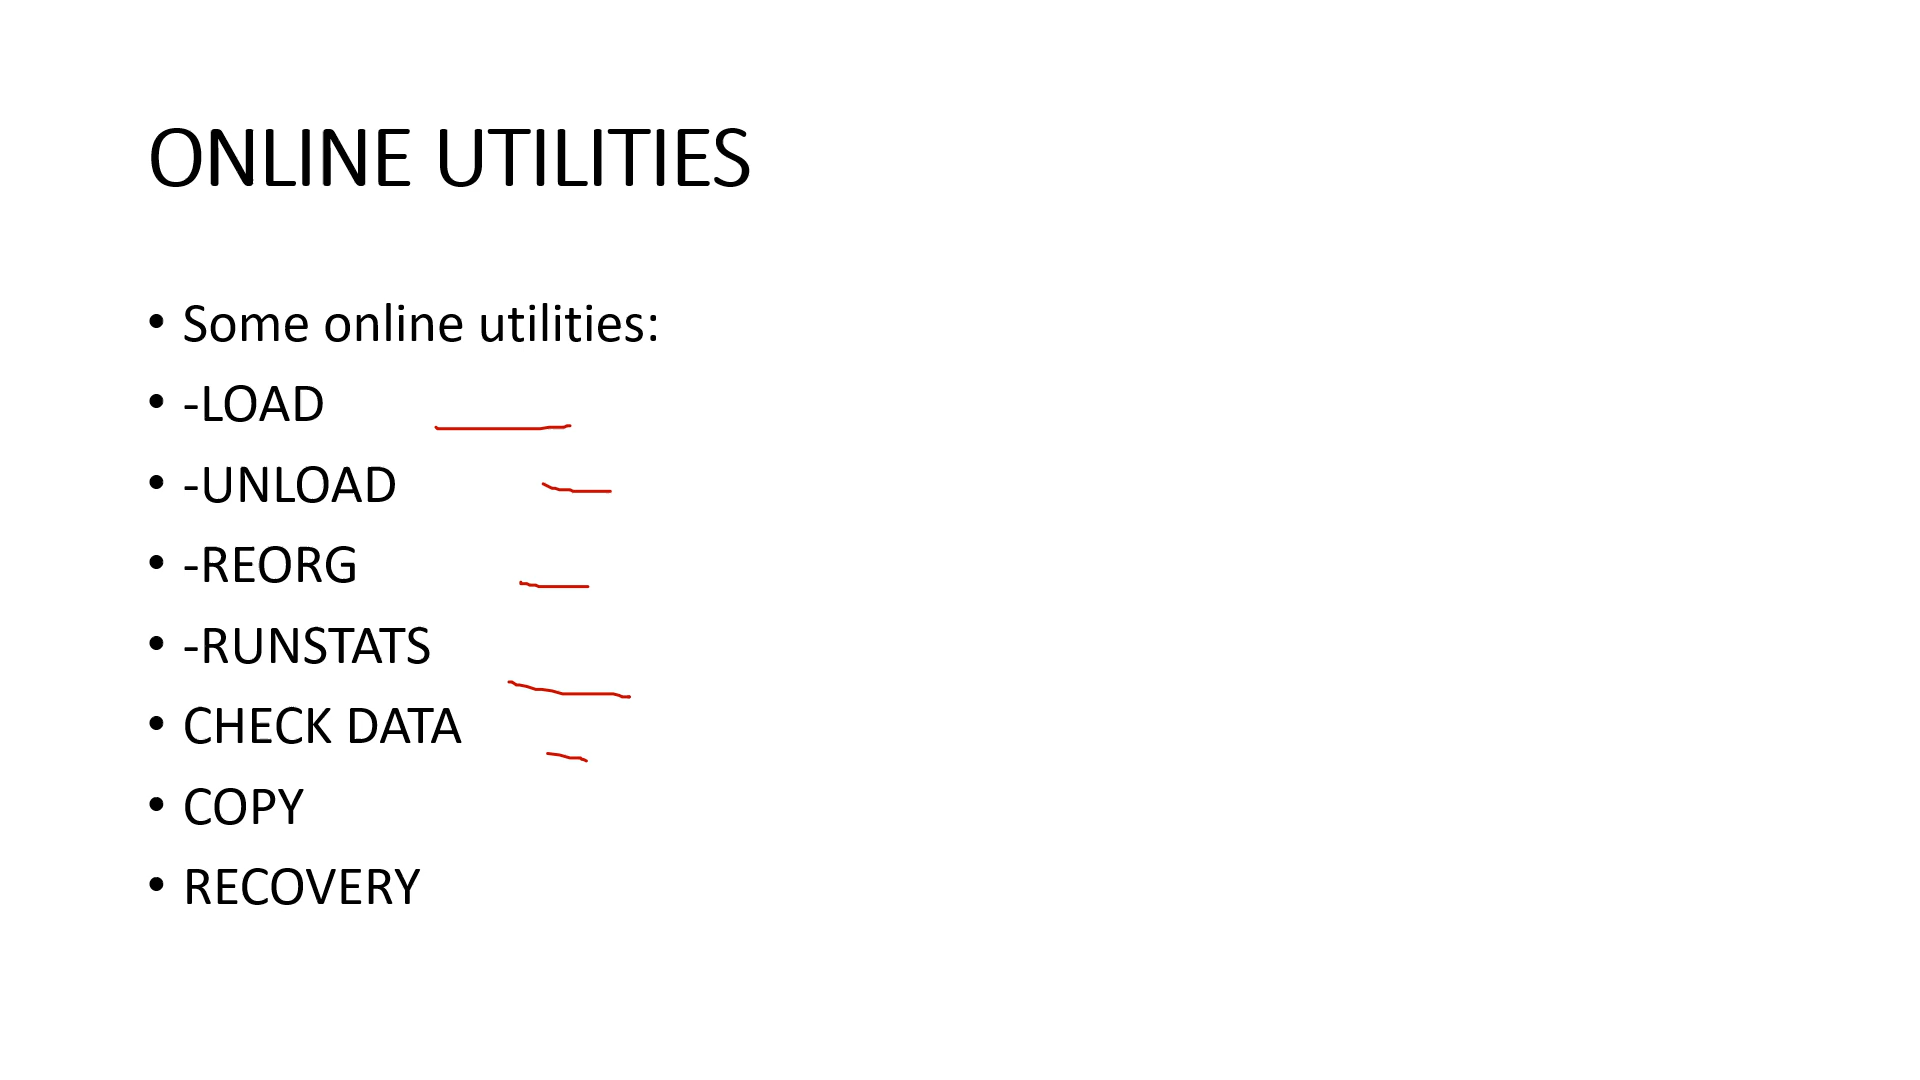 ONLINE UTILITIES
• Some online utilities:
• -LOAD
• -UNLOAD
• -REORG
• -RUNSTATS
• CHECK DATA
• COPY
• RECOVERY